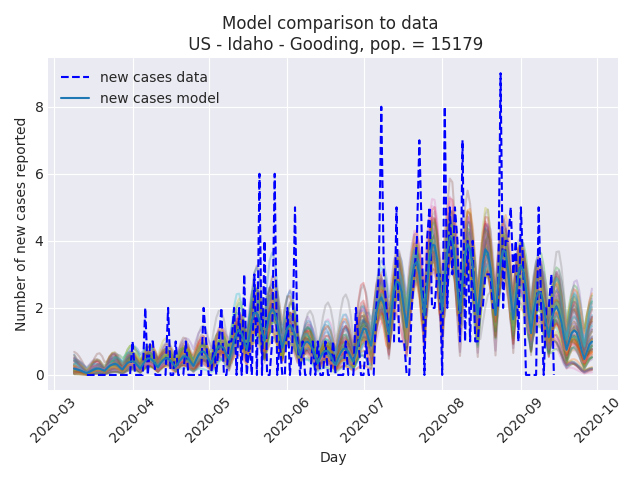 Model comparison to data
US - Idaho - Gooding, pop. = 15179
new cases data
new cases model
Number of new cases reported
8
6
4
2
0
2020-03
2020-04
2020-05
2020-06
2020-07
2020-08
2020-09
2020-10
Day